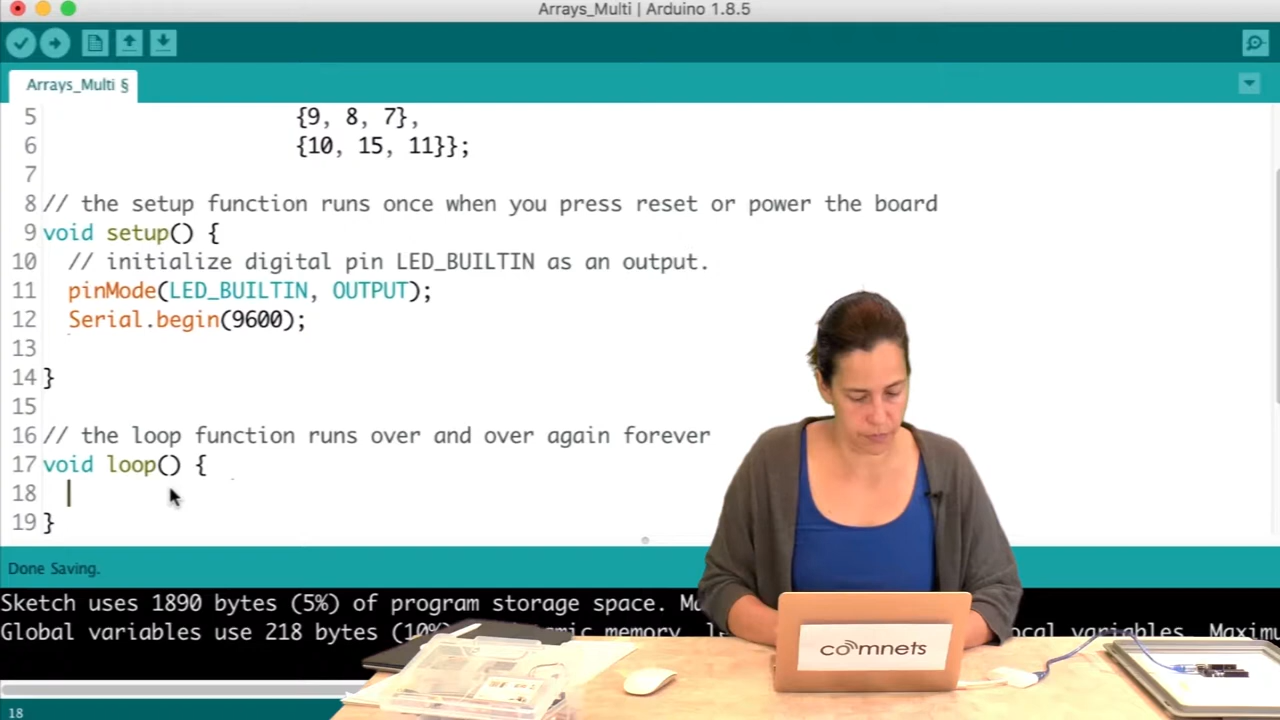 Arrays_Multi | Arduino 1.8.5
Arrays_Multi §
5 {9, 8, 7},
6 {10, 15, 11}};
7
8 // the setup function runs once when you press reset or power the board
9 void setup() {
10 // initialize digital pin LED_BUILTIN as an output.
11 pinMode(LED_BUILTIN, OUTPUT);
12 Serial.begin(9600);
13
14 }
15
16 // the loop function runs over and over again forever
17 void loop() {
18
19 }
Done Saving.
Sketch uses 1890 bytes (5%) of program storage space.
Global variables use 218 bytes (10%) memory, variables.
comnets
18